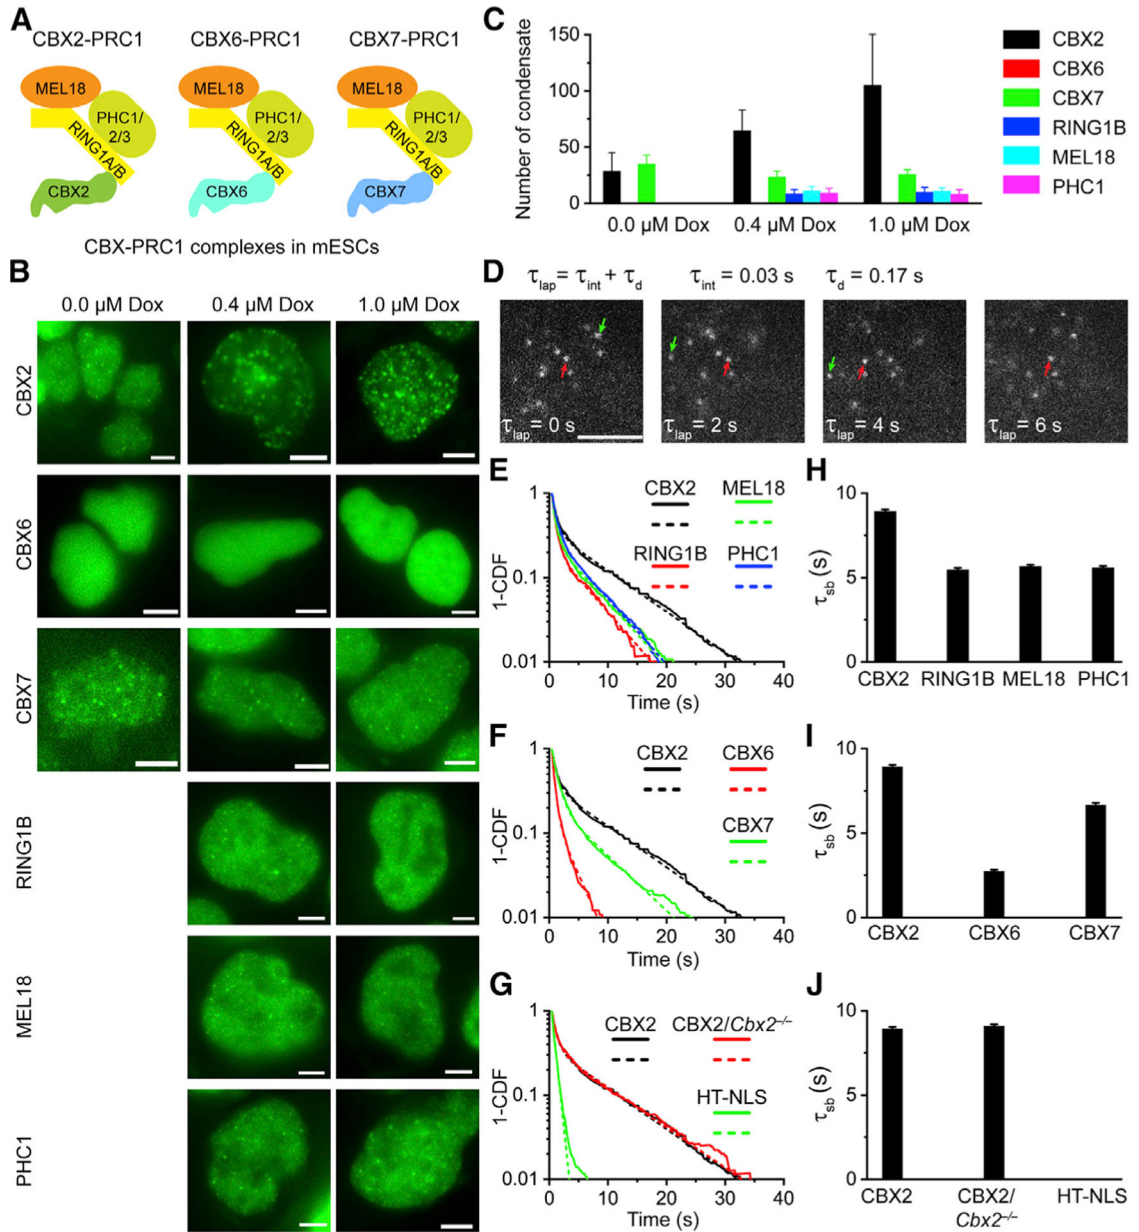 A
CBX2-PRC1 CBX6-PRC1 CBX7-PRC1
MEL18 MEL18 MEL18
PHC1/ 2/3 PHC1/ 2/3 PHC1/ 2/3
RING1A/B RING1A/B RING1A/B
CBX2 CBX6 CBX7
CBX-PRC1 complexes in mESCs
B
0.0 µM Dox 0.4 µM Dox 1.0 µM Dox
CBX2
CBX6
CBX7
RING1B
MEL18
PHC1
C
Number of condensate
150
100
50
0
0.0 µM Dox 0.4 µM Dox 1.0 µM Dox
CBX2
CBX6
CBX7
RING1B
MEL18
PHC1
D
τlap = τint + τd τint = 0.03 s τd = 0.17 s
τlap = 0 s τlap = 2 s τlap = 4 s τlap = 6 s
E
1-CDF
1
0.1
0.01
CBX2 MEL18
RING1B PHC1
0 10 20 30 40
Time (s)
H
τsb (s)
10
5
0
CBX2 RING1B MEL18 PHC1
F
1-CDF
1
0.1
0.01
CBX2 CBX6
CBX7
0 10 20 30 40
Time (s)
I
τsb (s)
10
5
0
CBX2 CBX6 CBX7
G
1-CDF
1
0.1
0.01
CBX2 CBX2/Cbx2–/–
HT-NLS
0 10 20 30 40
Time (s)
J
τsb (s)
10
5
0
CBX2 CBX2/ Cbx2–/– HT-NLS